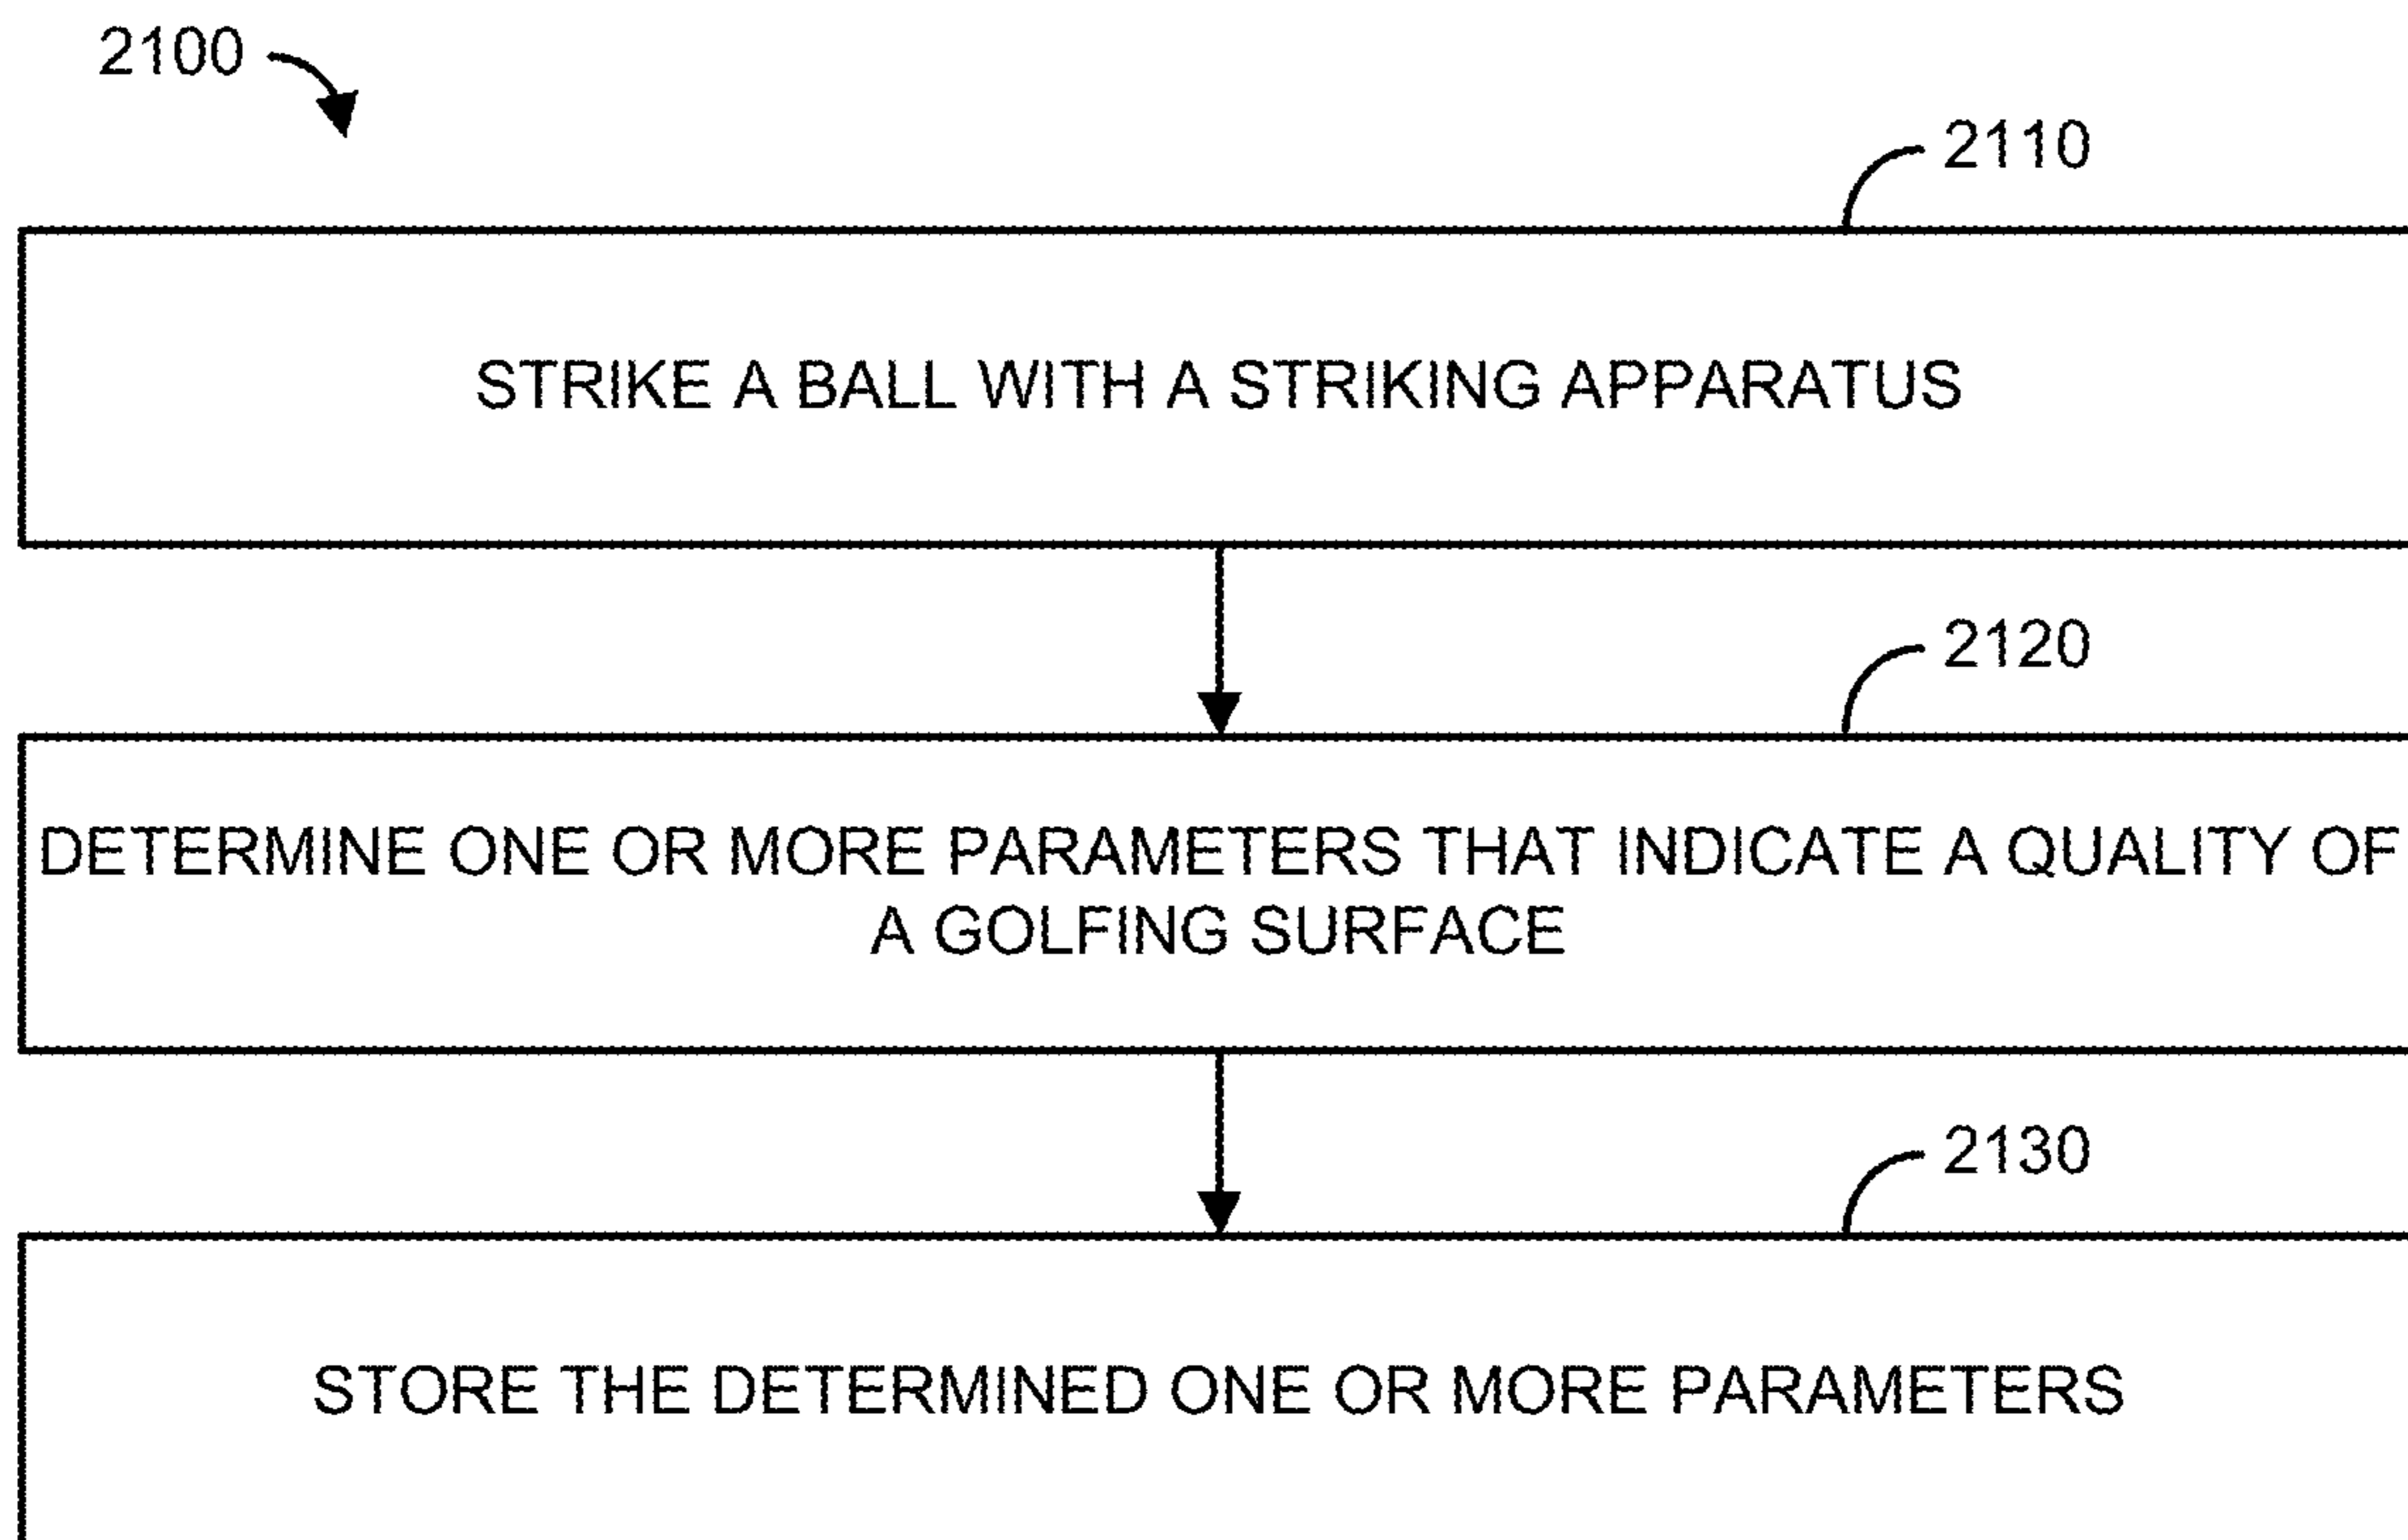 2100
2110
STRIKE A BALL WITH A STRIKING APPARATUS
2120
DETERMINE ONE OR MORE PARAMETERS THAT INDICATE A QUALITY OF
A GOLFING SURFACE
2130
STORE THE DETERMINED ONE OR MORE PARAMETERS